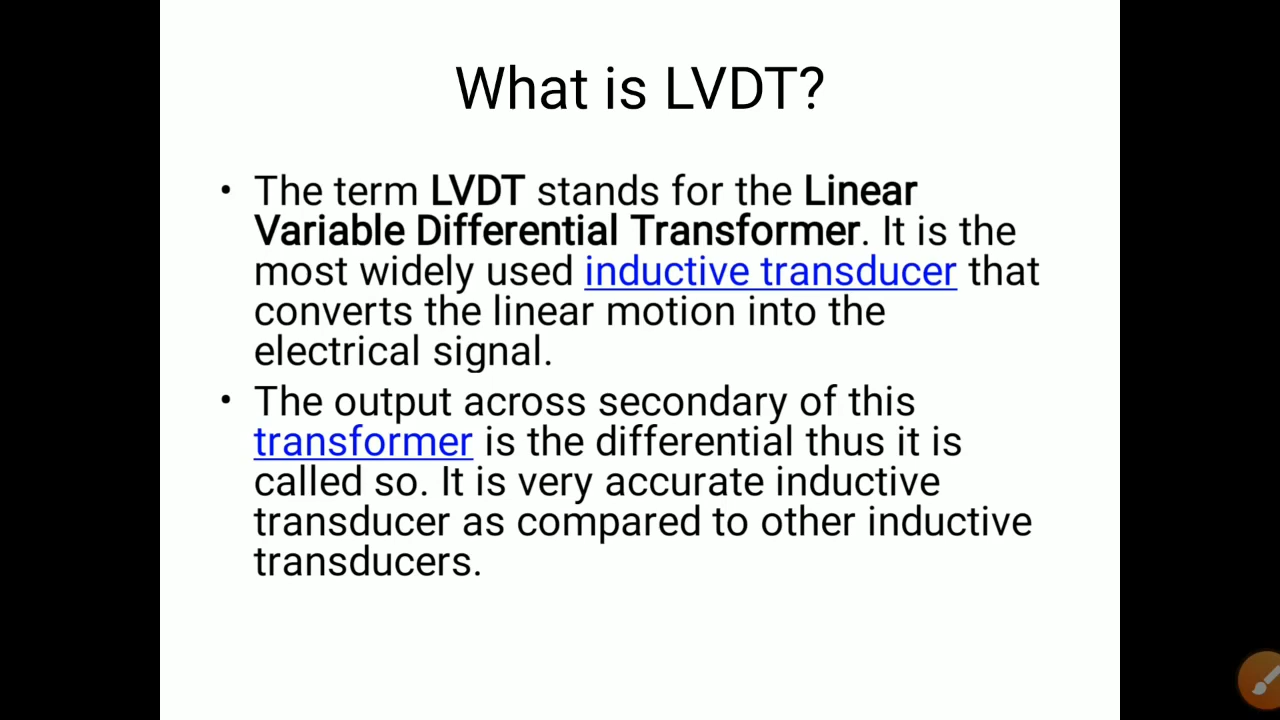 What is LVDT?
• The term LVDT stands for the Linear
Variable Differential Transformer. It is the
most widely used inductive transducer that
converts the linear motion into the
electrical signal.
• The output across secondary of this
transformer is the differential thus it is
called so. It is very accurate inductive
transducer as compared to other inductive
transducers.